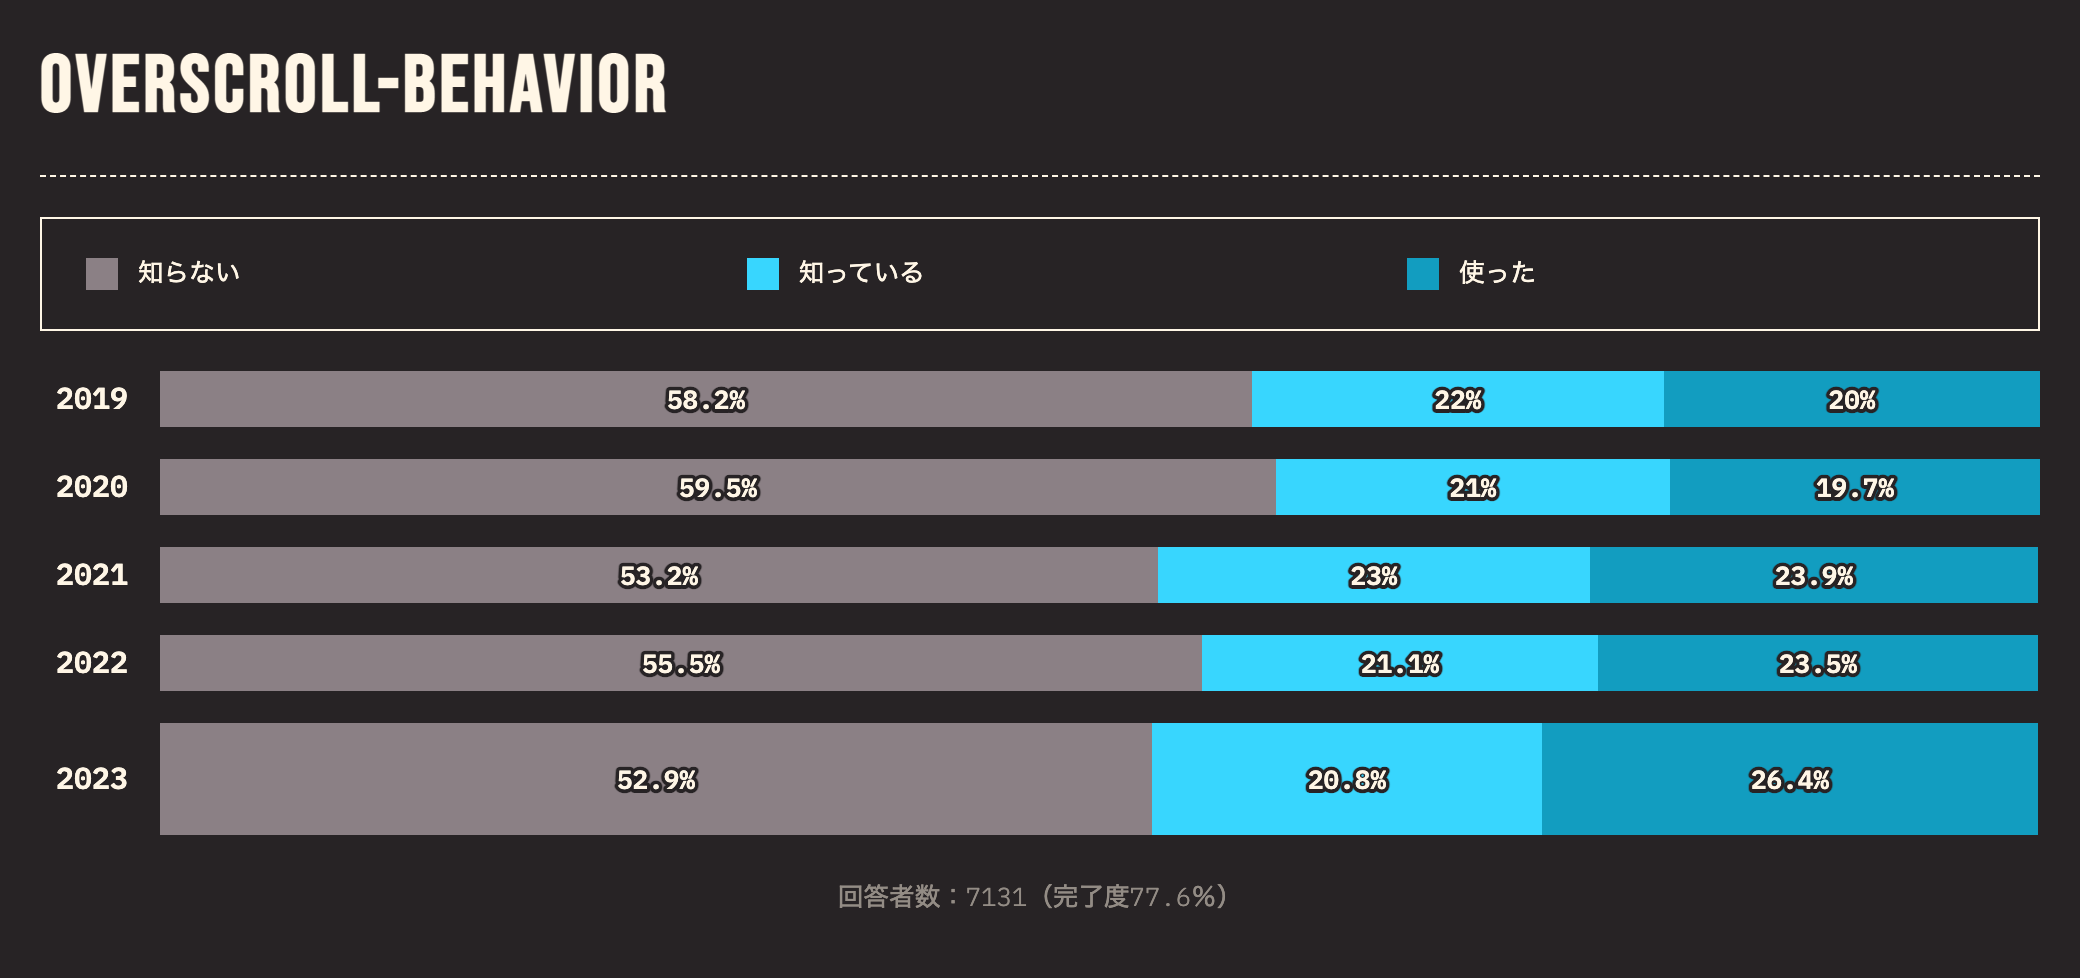 OVERSCROLL-BEHAVIOR
知らない 知っている 使った
2019 58.2% 22% 20%
2020 59.5% 21% 19.7%
2021 53.2% 23% 23.9%
2022 55.5% 21.1% 23.5%
2023 52.9% 20.8% 26.4%
回答者数：7131（完了度77.6%）